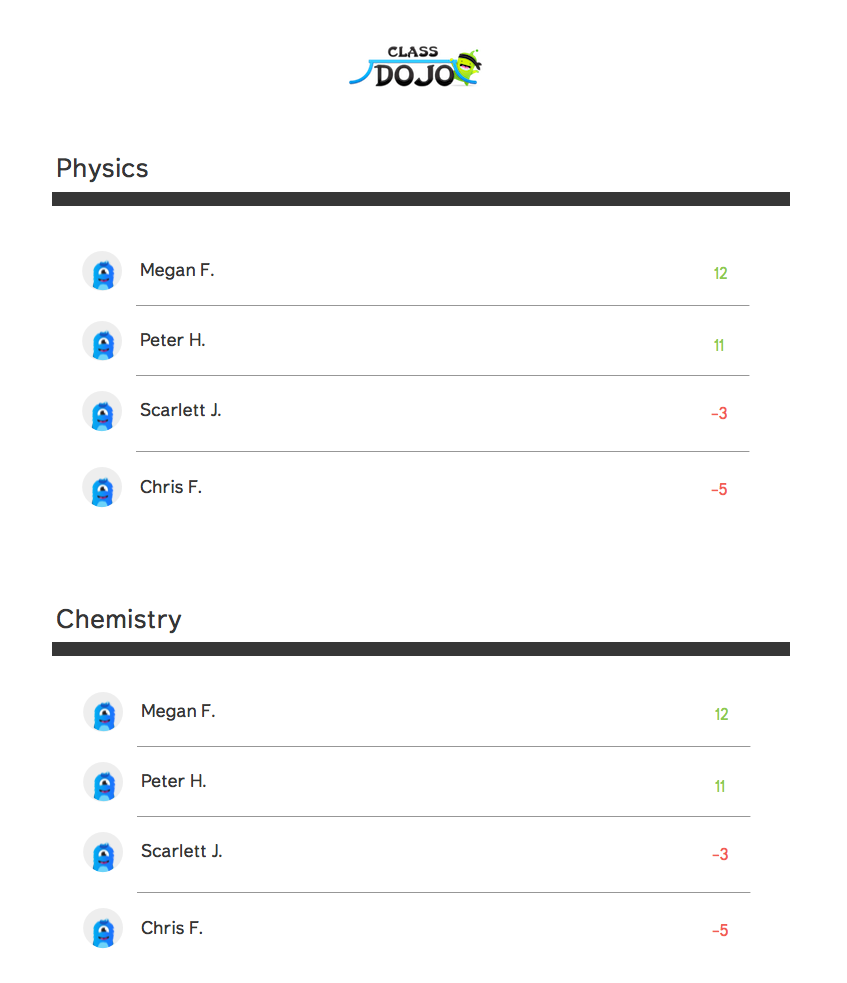 CLASS
DOJO
Physics
Megan F. 12
Peter H. 11
Scarlett J. -3
Chris F. -5
Chemistry
Megan F. 12
Peter H. 11
Scarlett J. -3
Chris F. -5